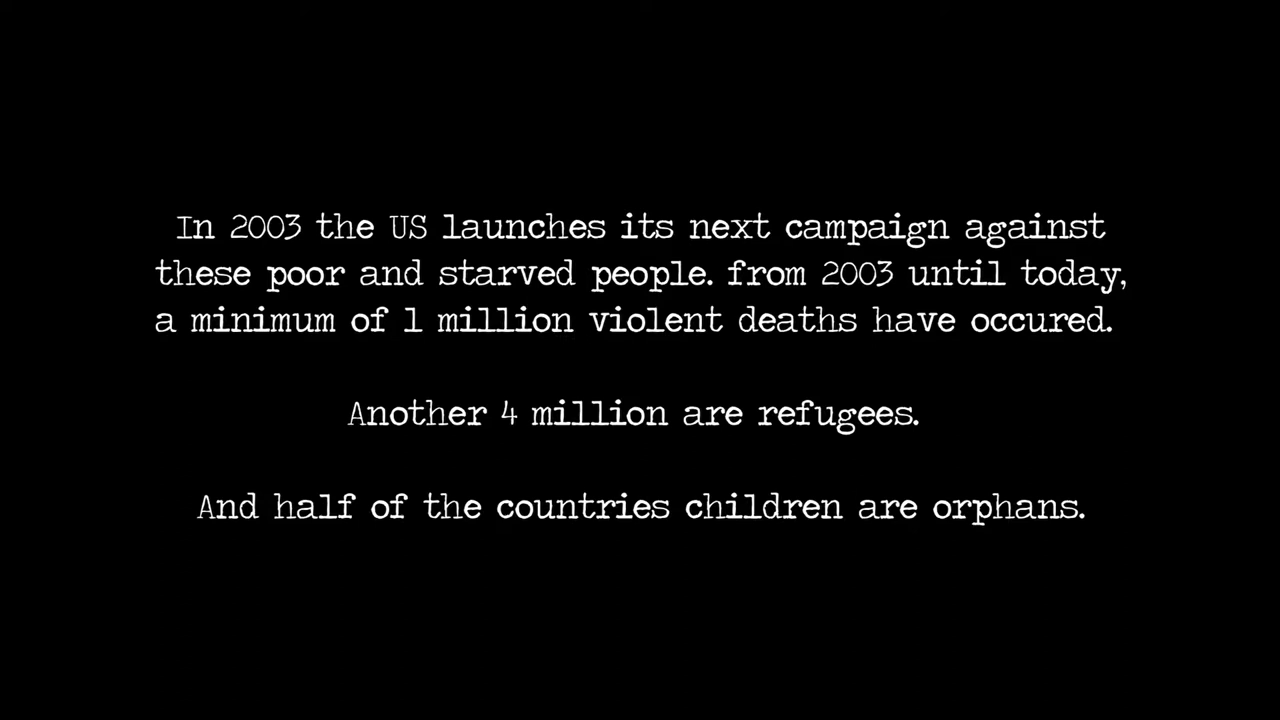 In 2003 the US launches its next campaign against
these poor and starved people. from 2003 until today,
a minimum of 1 million violent deaths have occured.
Another 4 million are refugees.
And half of the countries children are orphans.